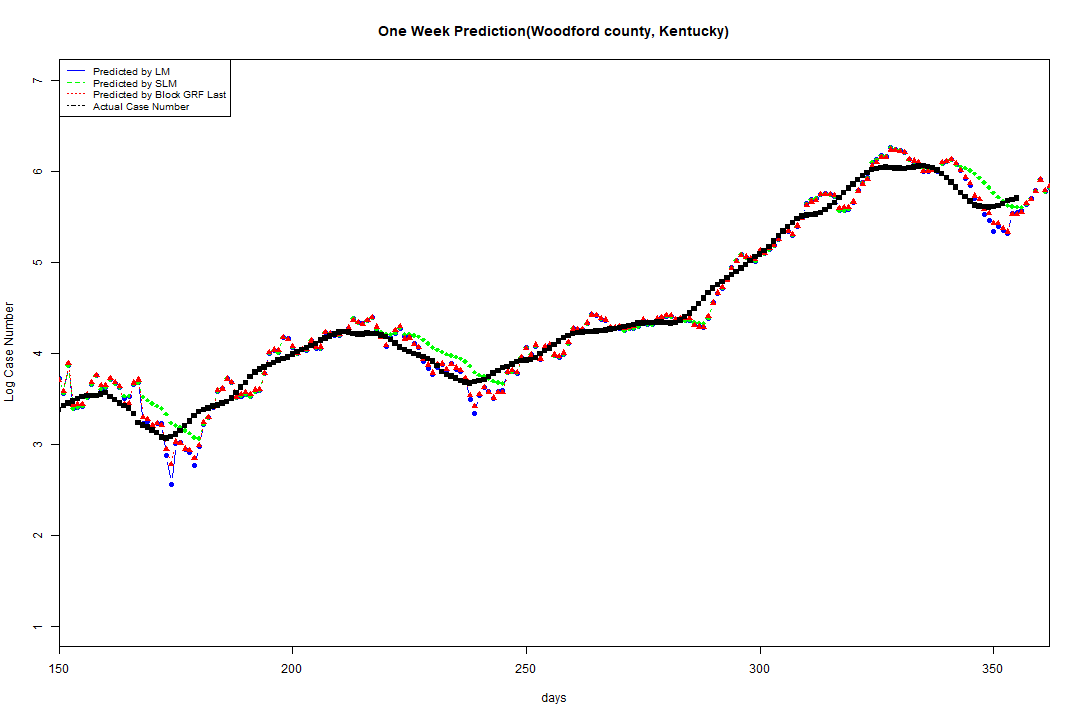 One Week Prediction(Woodford county, Kentucky)
Predicted by LM
Predicted by SLM
Predicted by Block GRF Last
Actual Case Number
7
6
5
4
3
2
1
Log Case Number
150 200 250 300 350
days